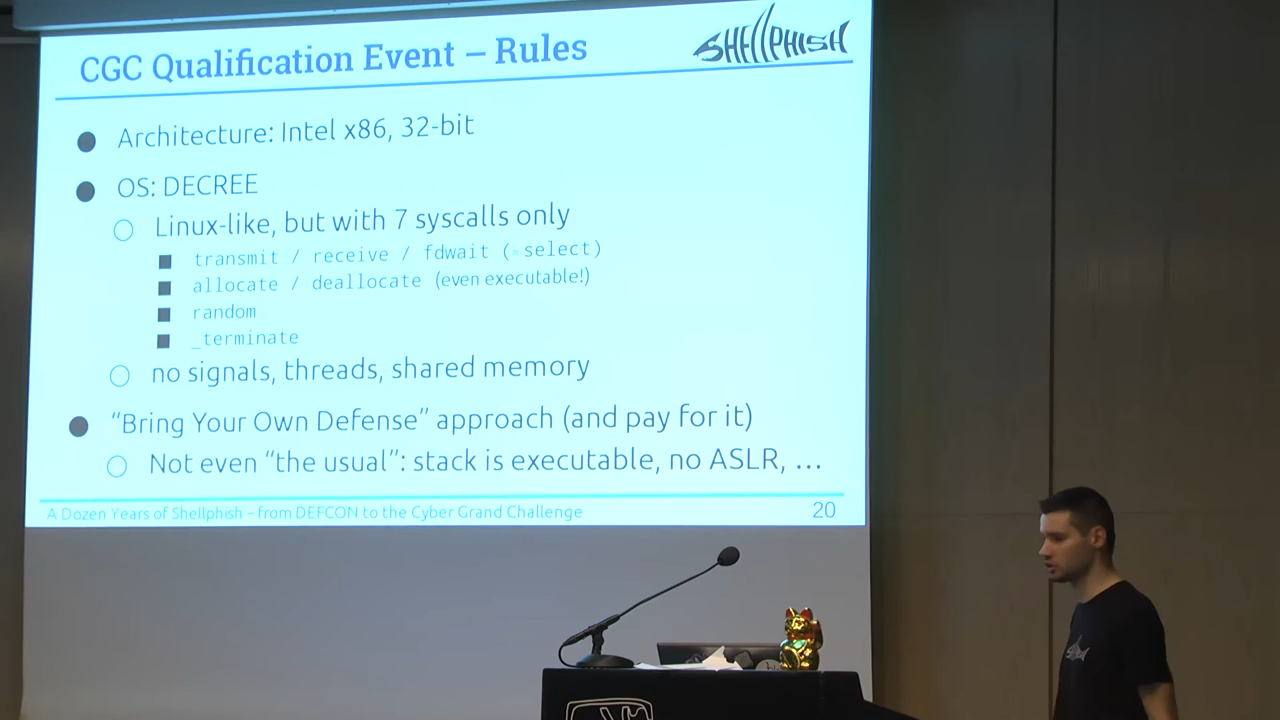 CGC Qualification Event – Rules
SHELLPHISH
Architecture: Intel x86, 32-bit
OS: DECREE
Linux-like, but with 7 syscalls only
transmit / receive / fdwait (≈select)
allocate / deallocate (even executable!)
random
_terminate
no signals, threads, shared memory
“Bring Your Own Defense” approach (and pay for it)
Not even “the usual”: stack is executable, no ASLR, …
A Dozen Years of Shellphish – from DEFCON to the Cyber Grand Challenge
20